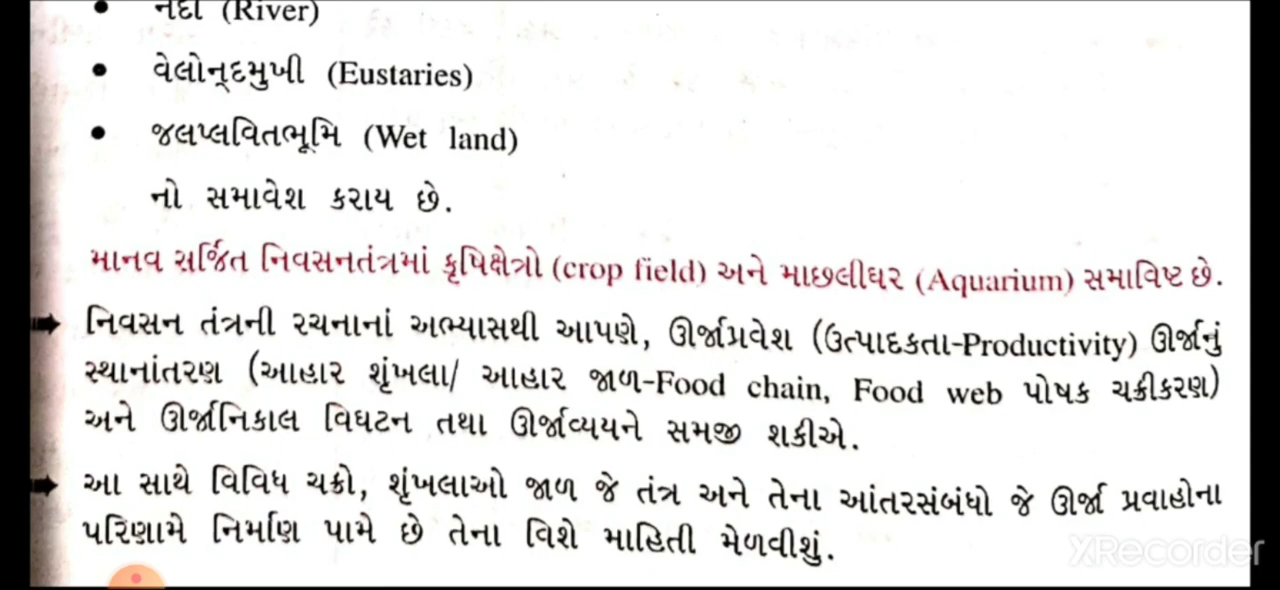 • નદી (River)
• વેલોન્દમુખી (Eustaries)
• જલપ્લવિતભૂમિ (Wet land)
નો સમાવેશ કરાય છે.
માનવ સર્જિત નિવસનતંત્રમાં કૃષિક્ષેત્રો (crop field) અને માછલીઘર (Aquarium) સમાવિષ્ટ છે.
➡ નિવસન તંત્રની રચનાનાં અભ્યાસથી આપણે, ઊર્જાપ્રવેશ (ઉત્પાદકતા-Productivity) ઊર્જાનું
સ્થાનાંતરણ (આહાર શૃંખલા/ આહાર જાળ-Food chain, Food web પોષક ચક્રીકરણ)
અને ઊર્જાનિકાલ વિઘટન તથા ઊર્જાવ્યયને સમજી શકીએ.
➡ આ સાથે વિવિધ ચક્રો, શૃંખલાઓ જાળ જે તંત્ર અને તેના આંતરસંબંધો જે ઊર્જા પ્રવાહોના
પરિણામે નિર્માણ પામે છે તેના વિશે માહિતી મેળવીશું.
XRecorder